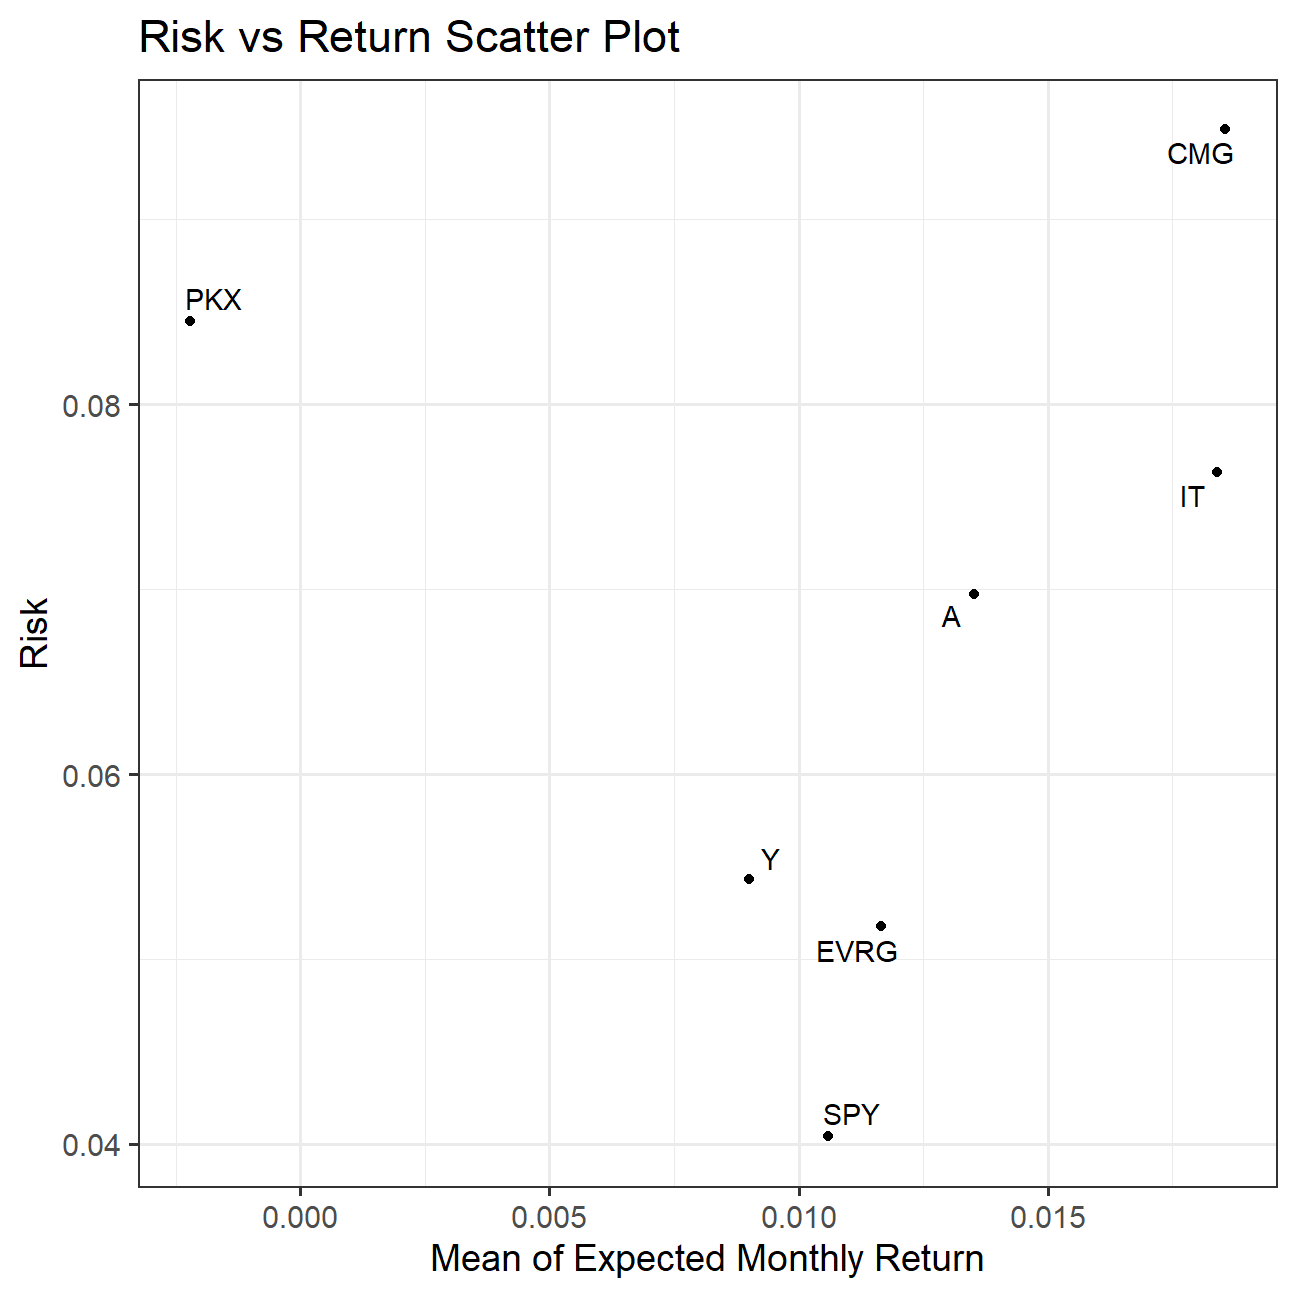 Risk vs Return Scatter Plot
CMG
PKX
0.08
IT
A
Risk
0.06
Y
EVRG
SPY
0.04
0.000 0.005 0.010 0.015
Mean of Expected Monthly Return